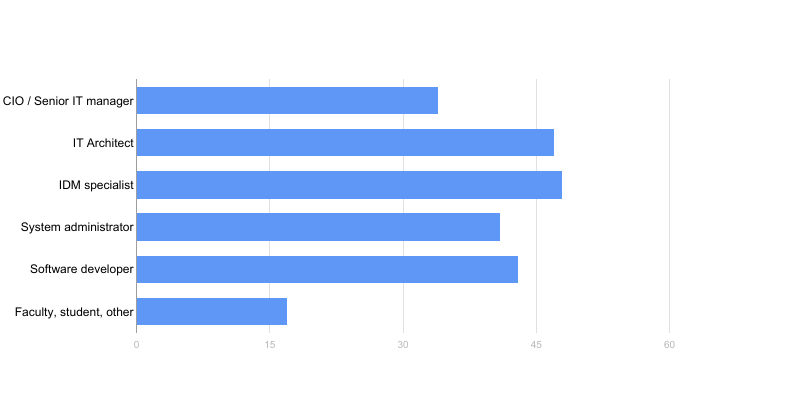 CIO / Senior IT manager
IT Architect
IDM specialist
System administrator
Software developer
Faculty, student, other
0 15 30 45 60